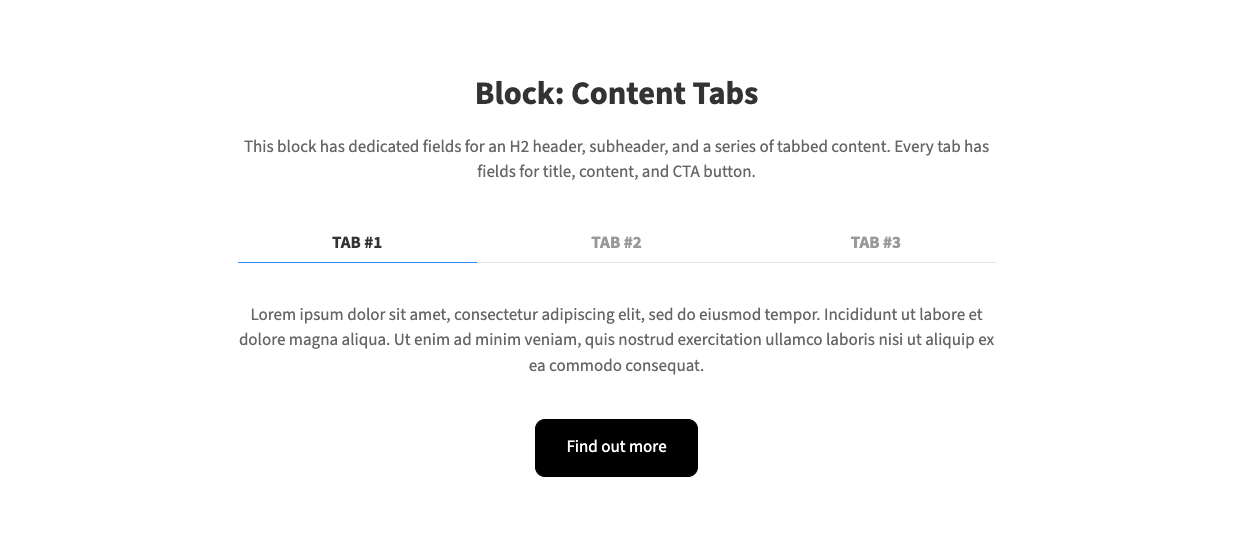 Block: Content Tabs
This block has dedicated fields for an H2 header, subheader, and a series of tabbed content. Every tab has
fields for title, content, and CTA button.
TAB #1 TAB #2 TAB #3
Lorem ipsum dolor sit amet, consectetur adipiscing elit, sed do eiusmod tempor. Incididunt ut labore et
dolore magna aliqua. Ut enim ad minim veniam, quis nostrud exercitation ullamco laboris nisi ut aliquip ex
ea commodo consequat.
Find out more